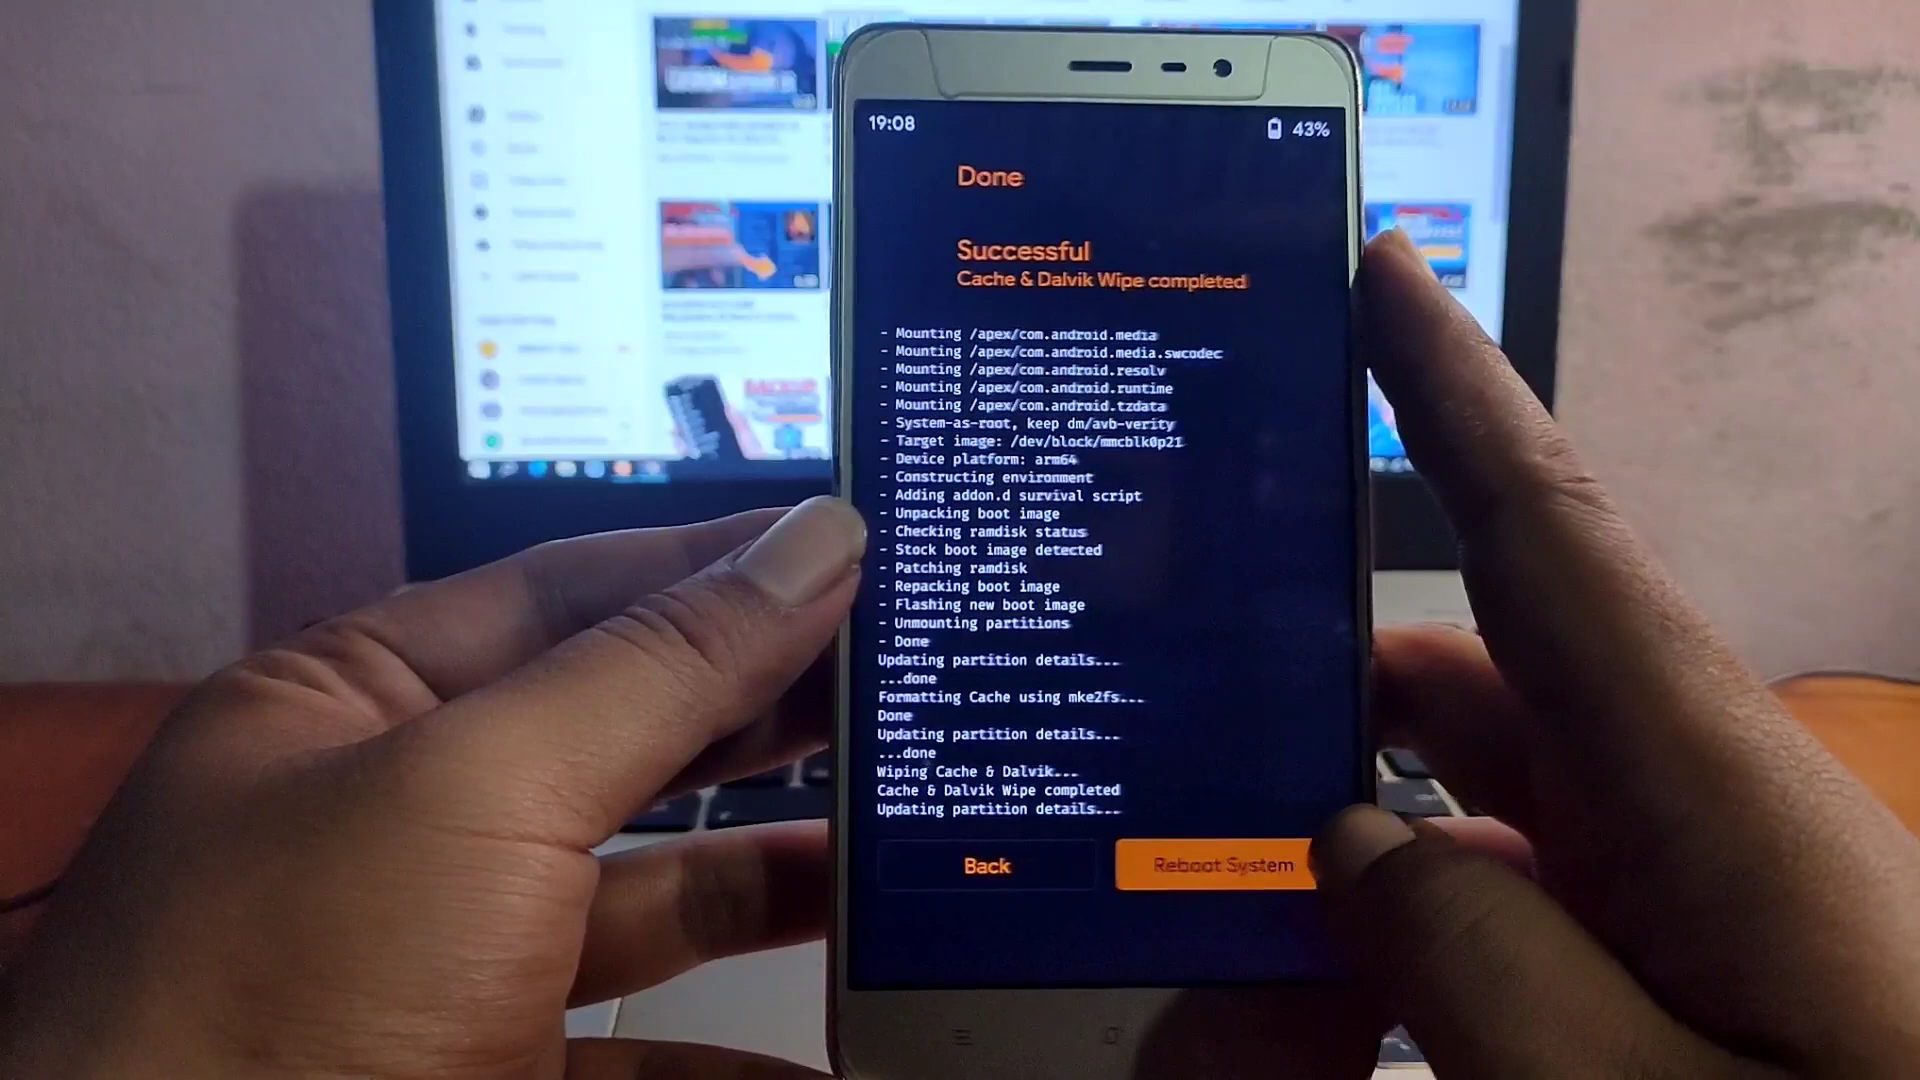 19:08
43%
Done
Successful
Cache & Dalvik Wipe completed
- Mounting /apex/com.android.media
- Mounting /apex/com.android.media.swcodec
- Mounting /apex/com.android.resolv
- Mounting /apex/com.android.runtime
- Mounting /apex/com.android.tzdata
- System-as-root, keep dm/avb-verity
- Target image: /dev/block/mmcblk0p21
- Device platform: arm64
- Constructing environment
- Adding addon.d survival script
- Unpacking boot image
- Checking ramdisk status
- Stock boot image detected
- Patching ramdisk
- Repacking boot image
- Flashing new boot image
- Unmounting partitions
- Done
Updating partition details...
...done
Formatting Cache using mke2fs...
Done
Updating partition details...
...done
Wiping Cache & Dalvik...
Cache & Dalvik Wipe completed
Updating partition details...
Back
Reboot System
BACKUP
ctrl